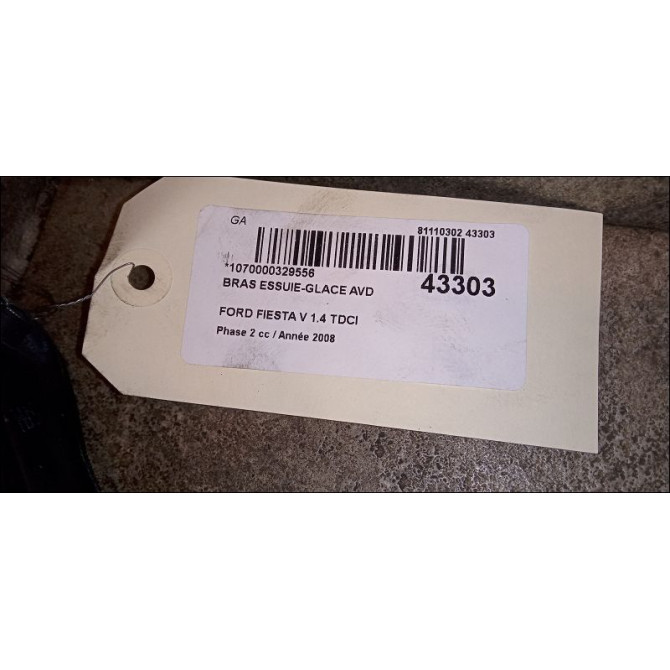 GA
81110302 43303
*1070000329556
43303
BRAS ESSUIE-GLACE AVD
FORD FIESTA V 1.4 TDCI
Phase 2 cc / Année 2008